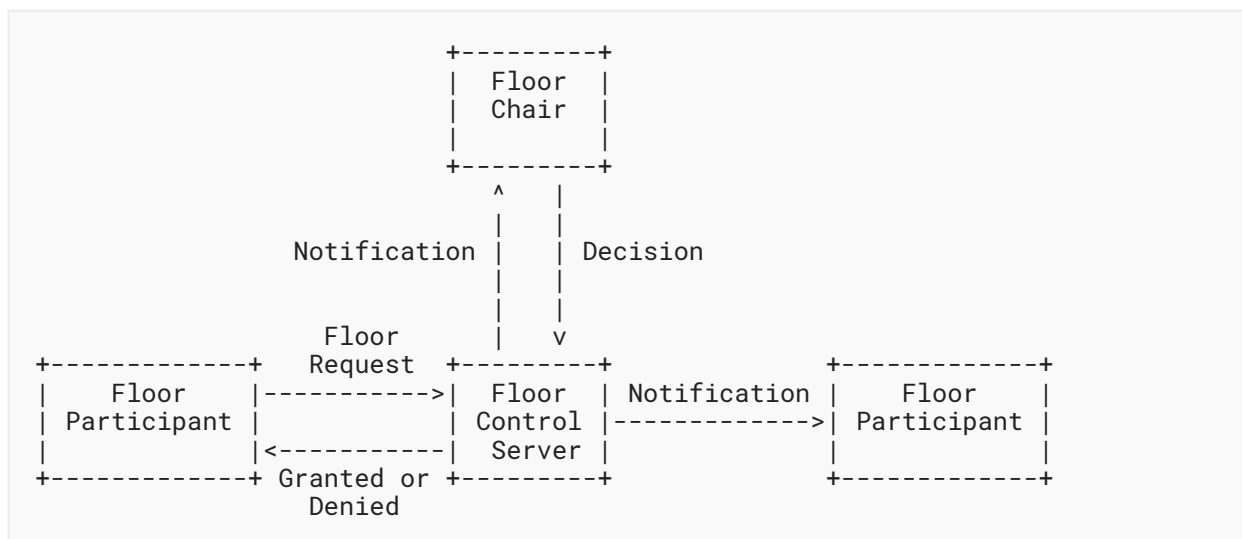 Floor
Chair
Notification
Decision
Floor
Request
Floor
Participant
Floor
Control
Server
Notification
Floor
Participant
Granted or
Denied